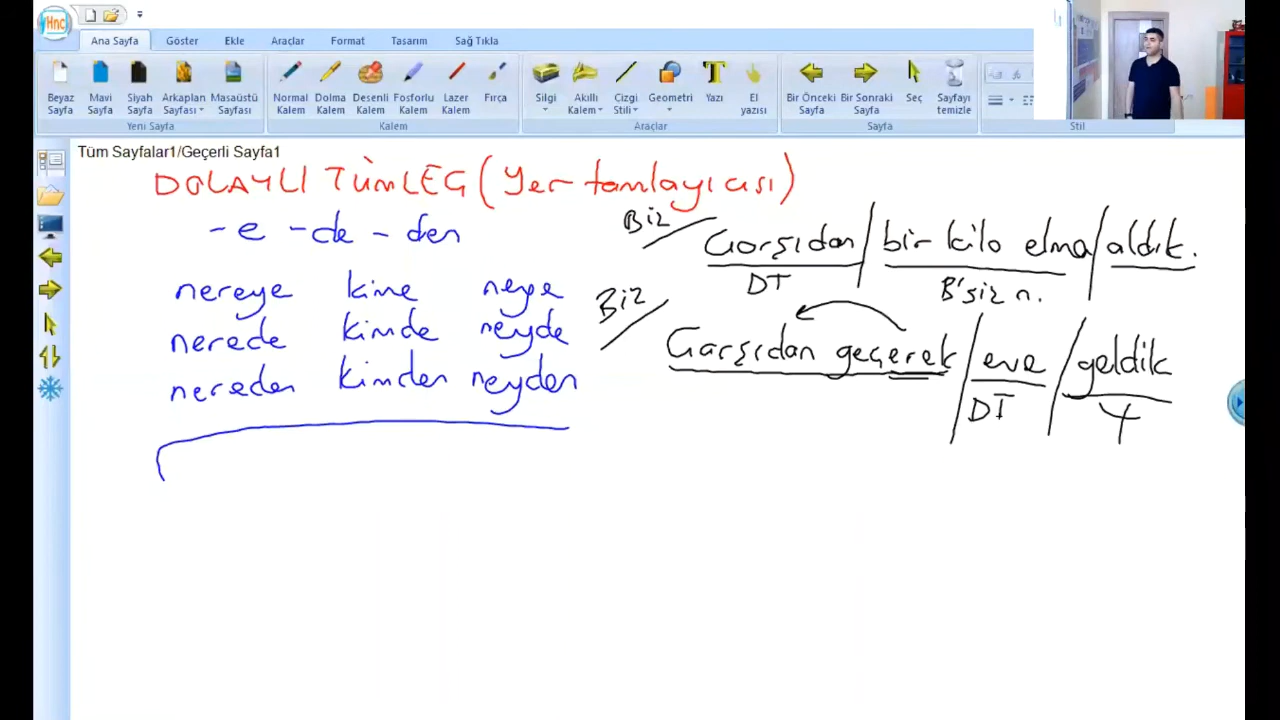 Hnc
Ana Sayfa Göster Ekle Araçlar Format Tasarım Sağ Tıkla
Beyaz Sayfa Mavi Sayfa Siyah Sayfa Arkaplan Sayfası Masaüstü Sayfası
Normal Kalem Dolma Kalem Desenli Kalem Fosforlu Kalem Lazer Kalem Fırça
Silgi Akıllı Kalem Çizgi Stili Geometri Yazı El yazısı
Bir Önceki Sayfa Bir Sonraki Sayfa Seç Sayfayı temizle
Yeni Sayfa Kalem Araçlar Sayfa Stil
Tüm Sayfalar1/Geçerli Sayfa1
DOLAYLI TÜMLEÇ (Yer tamlayıcısı)
-e -de -den
nereye kime neye
nerede kimde neyde
nereden kimden neyden
Biz / Çarşıdan / bir kilo elma / aldık.
DT B'siz n.
Biz / Çarşıdan geçerek / eve / geldik
DT Y